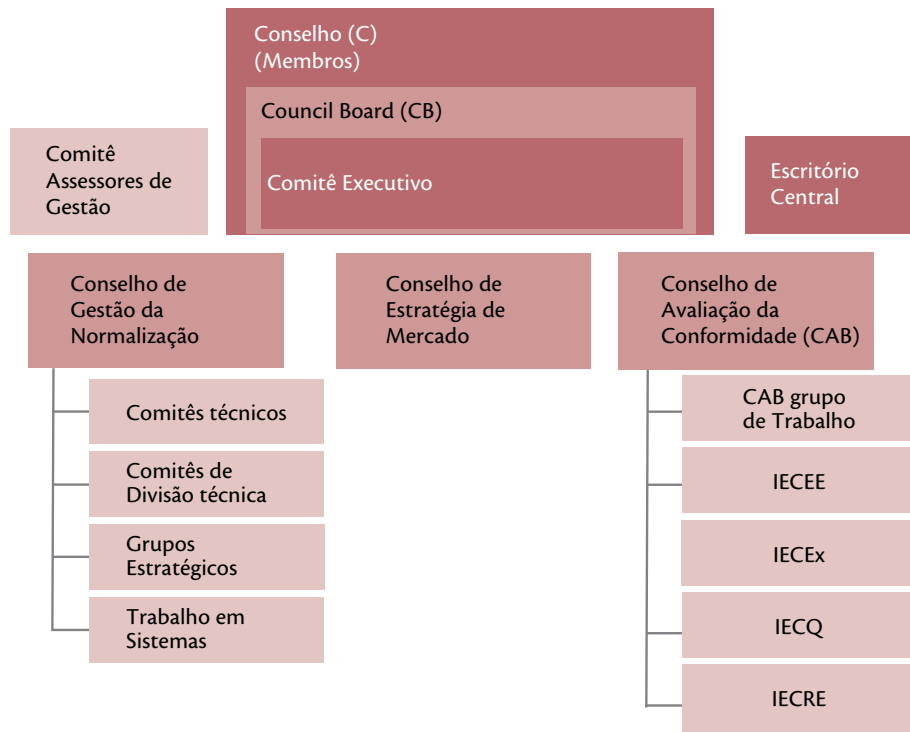 Conselho (C)
(Membros)
Council Board (CB)
Comitê Executivo
Comitê
Assessores de
Gestão
Escritório
Central
Conselho de
Gestão da
Normalização
Conselho de
Estratégia de
Mercado
Conselho de
Avaliação da
Conformidade (CAB)
Comitês técnicos
Comitês de
Divisão técnica
Grupos
Estratégicos
Trabalho em
Sistemas
CAB grupo
de Trabalho
IECEE
IECEx
IECQ
IECRE